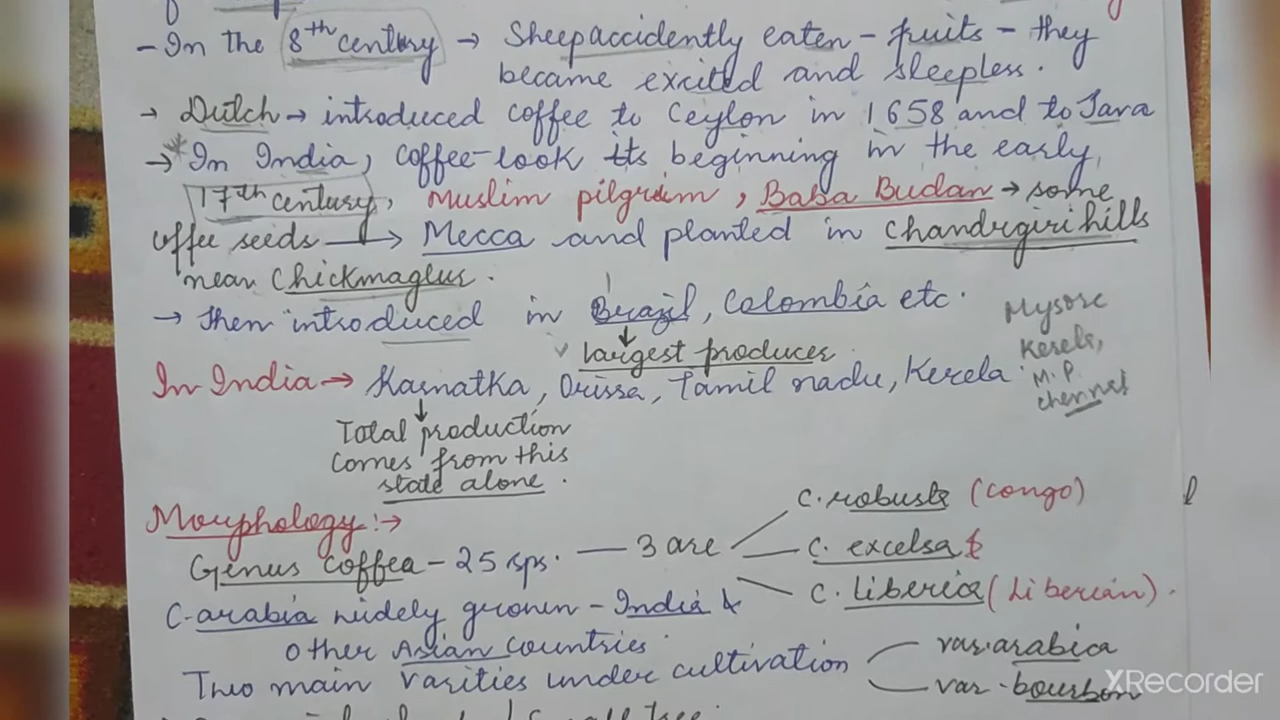 - In the 8th century → Sheep accidently eaten - fruits - they
became excited and sleepless.
→ Dutch → introduced coffee to Ceylon in 1658 and to Java
→ * In India, coffee-look its beginning in the early,
17th century, Muslim pilgrim, Baba Budan → some
coffee seeds → Mecca and planted in chandrgiri hills
near Chickmaglur.
→ then introduced in Brazil, Colombia etc.
↓
✓ largest producer
In India → Karnatka, Orissa, Tamil nadu, Kerela.
↓
Total production
comes from this
state alone.
Mysore
Kerela,
M.P.
chennai
Morphology :→
Genus coffea - 25 sps. — 3 are
C. robusta (congo)
C. excelsa
C. liberica (Liberian).
C. arabia widely grown - India &
other Asian countries.
Two main varities under cultivation
var. arabica
var. bourbon
XRecorder